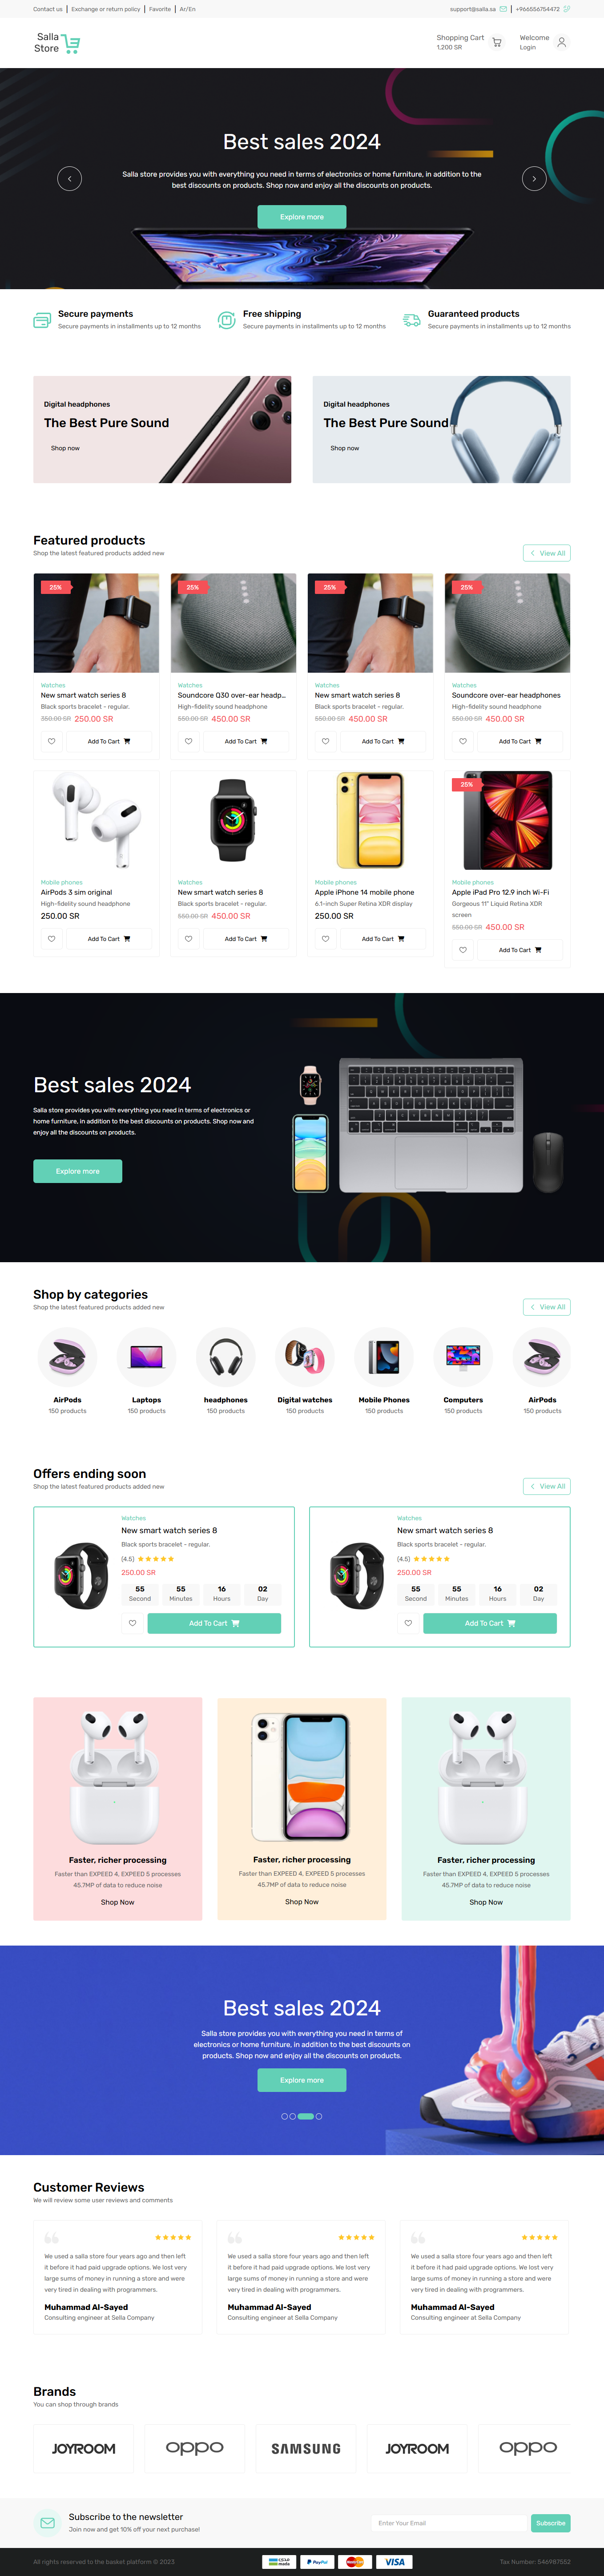 Contact us | Exchange or return policy | Favorite | Ar/En
support@salla.sa | +966556754472
Salla
Store
Shopping Cart
1.200 SR
Welcome
Login
Best sales 2024
Salla store provides you with everything you need in terms of electronics or home furniture, in addition to the
best discounts on products. Shop now and enjoy all the discounts on products.
Explore more
Secure payments
Secure payments in installments up to 12 months
Free shipping
Secure payments in installments up to 12 months
Guaranteed products
Secure payments in installments up to 12 months
Digital headphones
The Best Pure Sound
Shop now
Digital headphones
The Best Pure Sound
Shop now
Featured products
Shop the latest featured products added new
View All
25%
Watches
New smart watch series 8
Black sports bracelet - regular.
350.00 SR 250.00 SR
Add To Cart
25%
Watches
Soundcore Q30 over-ear headp...
High-fidelity sound headphone
550.00 SR 450.00 SR
Add To Cart
25%
Watches
New smart watch series 8
Black sports bracelet - regular.
550.00 SR 450.00 SR
Add To Cart
25%
Watches
Soundcore over-ear headphones
High-fidelity sound headphone
550.00 SR 450.00 SR
Add To Cart
Mobile phones
AirPods 3 sim original
High-fidelity sound headphone
250.00 SR
Add To Cart
Watches
New smart watch series 8
Black sports bracelet - regular.
550.00 SR 450.00 SR
Add To Cart
Mobile phones
Apple iPhone 14 mobile phone
6.1-inch Super Retina XDR display
250.00 SR
Add To Cart
25%
Mobile phones
Apple iPad Pro 12.9 inch Wi-Fi
Gorgeous 11" Liquid Retina XDR
screen
550.00 SR 450.00 SR
Add To Cart
Best sales 2024
Salla store provides you with everything you need in terms of electronics or
home furniture, in addition to the best discounts on products. Shop now and
enjoy all the discounts on products.
Explore more
Shop by categories
Shop the latest featured products added new
View All
AirPods
150 products
Laptops
150 products
headphones
150 products
Digital watches
150 products
Mobile Phones
150 products
Computers
150 products
AirPods
150 products
Offers ending soon
Shop the latest featured products added new
View All
Watches
New smart watch series 8
Black sports bracelet - regular.
(4.5)
250.00 SR
55 55 16 02
Second Minutes Hours Day
Add To Cart
Watches
New smart watch series 8
Black sports bracelet - regular.
(4.5)
250.00 SR
55 55 16 02
Second Minutes Hours Day
Add To Cart
Faster, richer processing
Faster than EXPEED 4, EXPEED 5 processes
45.7MP of data to reduce noise
Shop Now
Faster, richer processing
Faster than EXPEED 4, EXPEED 5 processes
45.7MP of data to reduce noise
Shop Now
Faster, richer processing
Faster than EXPEED 4, EXPEED 5 processes
45.7MP of data to reduce noise
Shop Now
Best sales 2024
Salla store provides you with everything you need in terms of
electronics or home furniture, in addition to the best discounts on
products. Shop now and enjoy all the discounts on products.
Explore more
Customer Reviews
We will review some user reviews and comments
We used a salla store four years ago and then left
it before it had paid upgrade options. We lost very
large sums of money in running a store and were
very tired in dealing with programmers.
Muhammad Al-Sayed
Consulting engineer at Sella Company
We used a salla store four years ago and then left
it before it had paid upgrade options. We lost very
large sums of money in running a store and were
very tired in dealing with programmers.
Muhammad Al-Sayed
Consulting engineer at Sella Company
We used a salla store four years ago and then left
it before it had paid upgrade options. We lost very
large sums of money in running a store and were
very tired in dealing with programmers.
Muhammad Al-Sayed
Consulting engineer at Sella Company
Brands
You can shop through brands
JOYROOM
oppo
SAMSUNG
JOYROOM
oppo
Subscribe to the newsletter
Join now and get 10% off your next purchase!
Enter Your Email
Subscribe
All rights reserved to the basket platform © 2023
mada
PayPal
VISA
Tax Number: 546987552